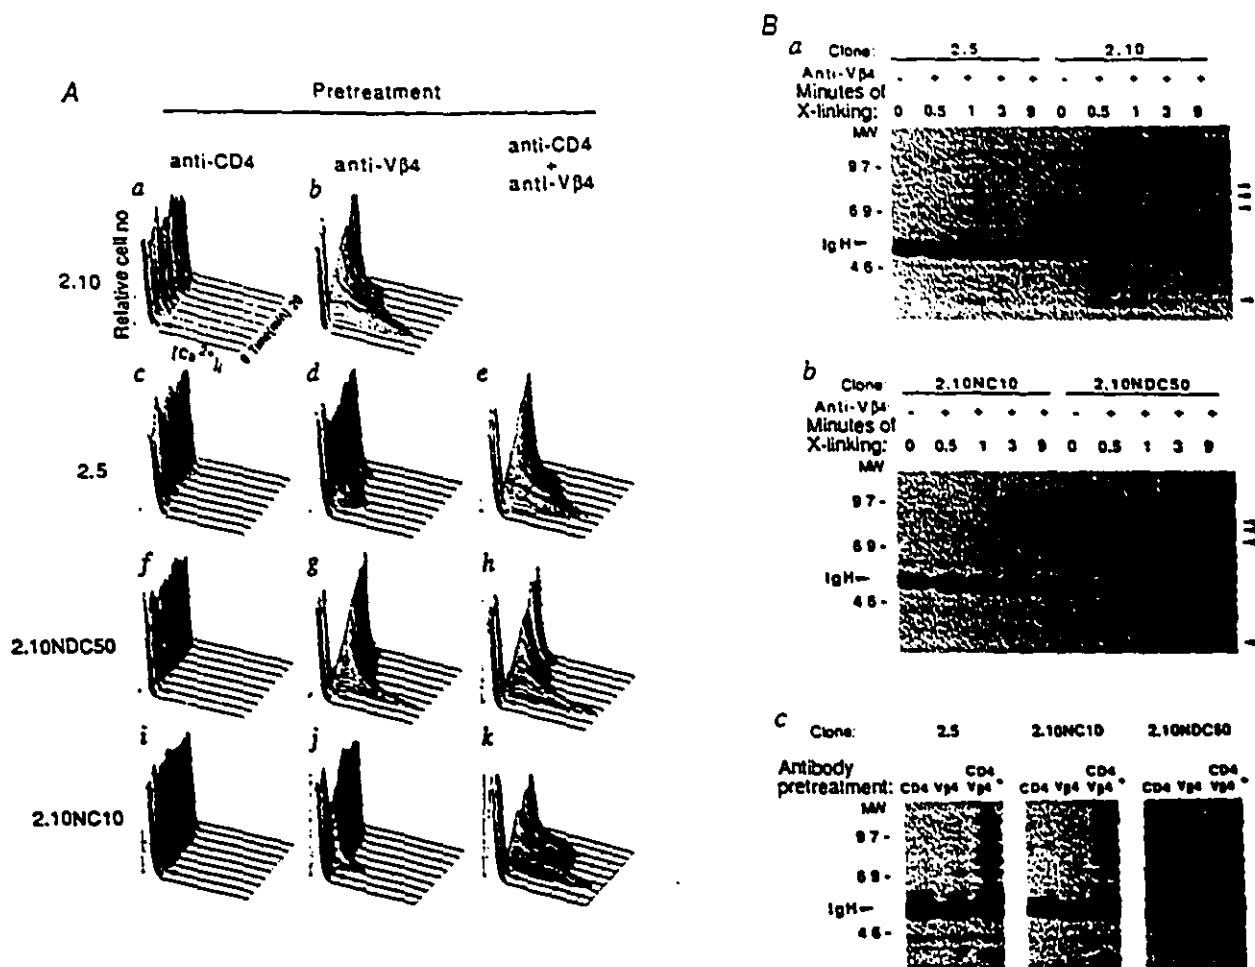 A
Pretreatment
anti-CD4
anti-Vβ4
anti-CD4
+
anti-Vβ4
a
b
Relative cell no
2.10
[Ca2+]i
0 Time(min) 20
c
d
e
2.5
f
g
h
2.10NDC50
i
j
k
2.10NC10
B
a
Clone: 2.5 2.10
Anti-Vβ4 - + + + + - + + + +
Minutes of
X-linking: 0 0.5 1 3 9 0 0.5 1 3 9
MW
97-
69-
IgH-
46-
b
Clone: 2.10NC10 2.10NDC50
Anti-Vβ4 - + + + + - + + + +
Minutes of
X-linking: 0 0.5 1 3 9 0 0.5 1 3 9
MW
97-
69-
IgH-
46-
c
Clone: 2.5 2.10NC10 2.10NDC50
Antibody
pretreatment: CD4 Vβ4 CD4 Vβ4+ CD4 Vβ4 CD4 Vβ4+ CD4 Vβ4 CD4 Vβ4+
MW
97-
69-
IgH-
46-